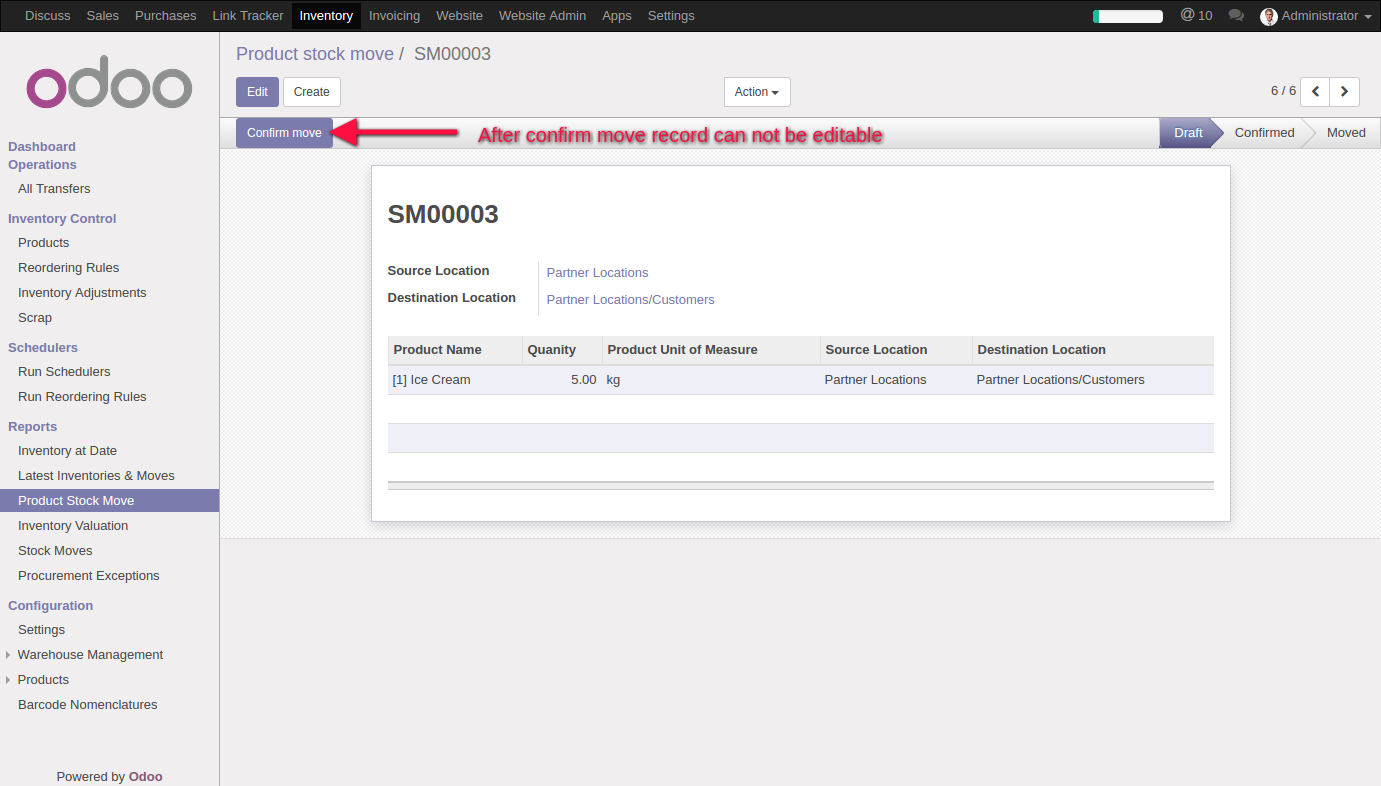 Discuss Sales Purchases Link Tracker Inventory Invoicing Website Website Admin Apps Settings @ 10 Administrator
odoo
Dashboard
Operations
All Transfers
Inventory Control
Products
Reordering Rules
Inventory Adjustments
Scrap
Schedulers
Run Schedulers
Run Reordering Rules
Reports
Inventory at Date
Latest Inventories & Moves
Product Stock Move
Inventory Valuation
Stock Moves
Procurement Exceptions
Configuration
Settings
Warehouse Management
Products
Barcode Nomenclatures
Powered by Odoo
Product stock move / SM00003
Edit Create Action 6 / 6
Confirm move After confirm move record can not be editable Draft Confirmed Moved
SM00003
Source Location Partner Locations
Destination Location Partner Locations/Customers
Product Name Quanity Product Unit of Measure Source Location Destination Location
[1] Ice Cream 5.00 kg Partner Locations Partner Locations/Customers